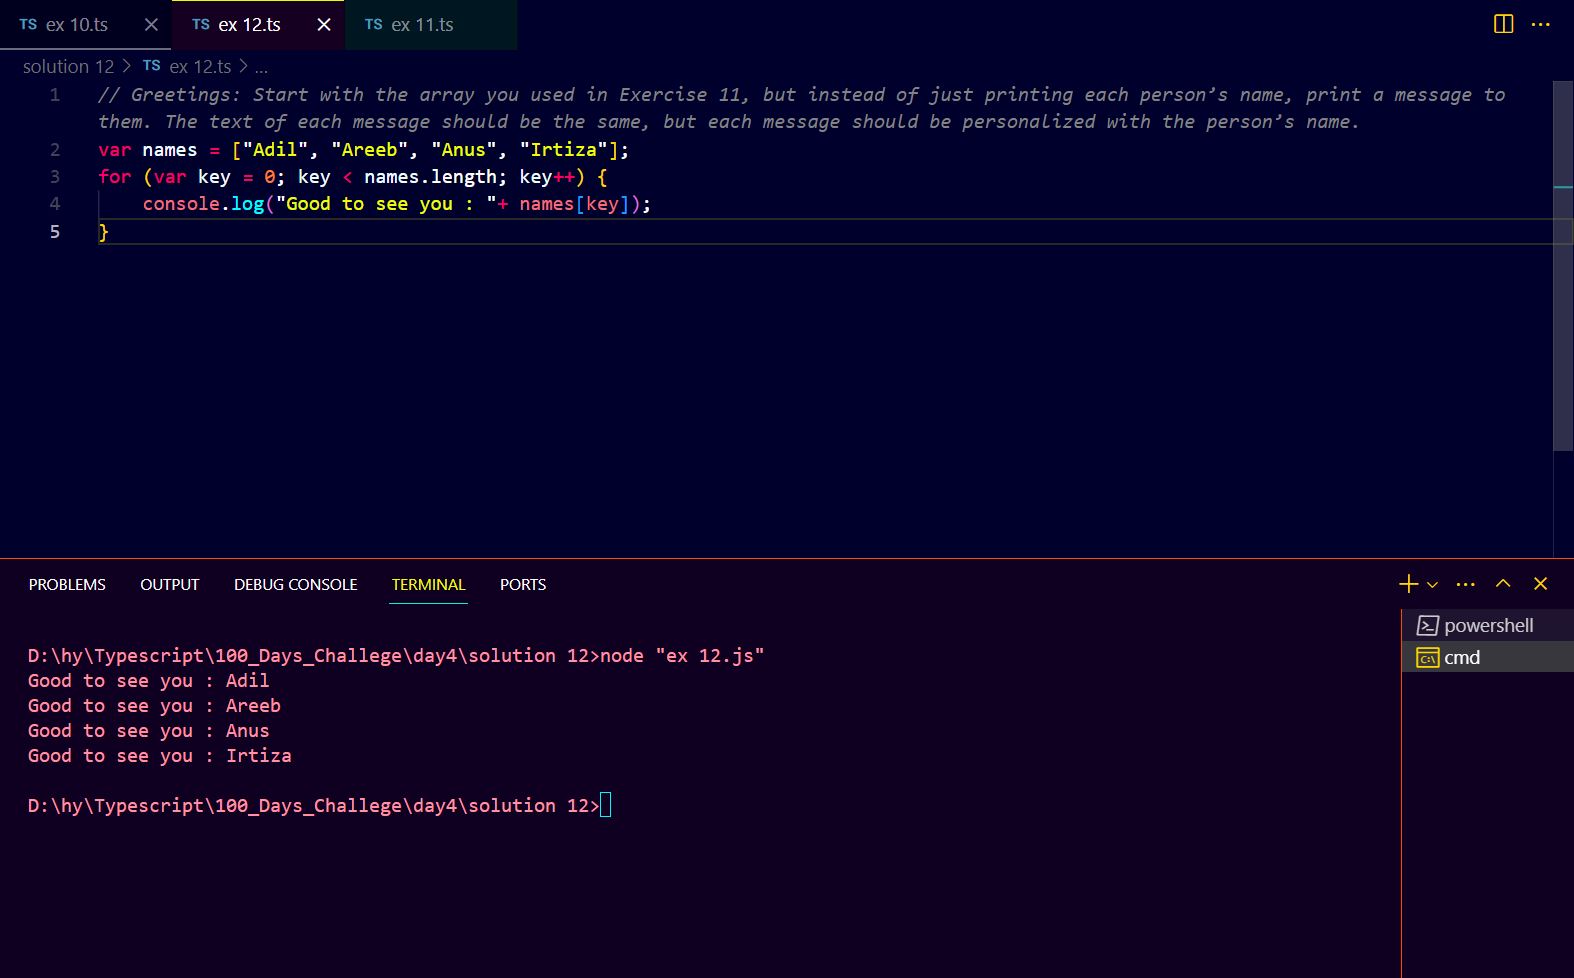 TS ex 10.ts TS ex 12.ts TS ex 11.ts
solution 12 > TS ex 12.ts > ...
1 // Greetings: Start with the array you used in Exercise 11, but instead of just printing each person’s name, print a message to
them. The text of each message should be the same, but each message should be personalized with the person’s name.
2 var names = ["Adil", "Areeb", "Anus", "Irtiza"];
3 for (var key = 0; key < names.length; key++) {
4 console.log("Good to see you : "+ names[key]);
5 }
PROBLEMS OUTPUT DEBUG CONSOLE TERMINAL PORTS
powershell
cmd
D:\hy\Typescript\100_Days_Challege\day4\solution 12>node "ex 12.js"
Good to see you : Adil
Good to see you : Areeb
Good to see you : Anus
Good to see you : Irtiza
D:\hy\Typescript\100_Days_Challege\day4\solution 12>